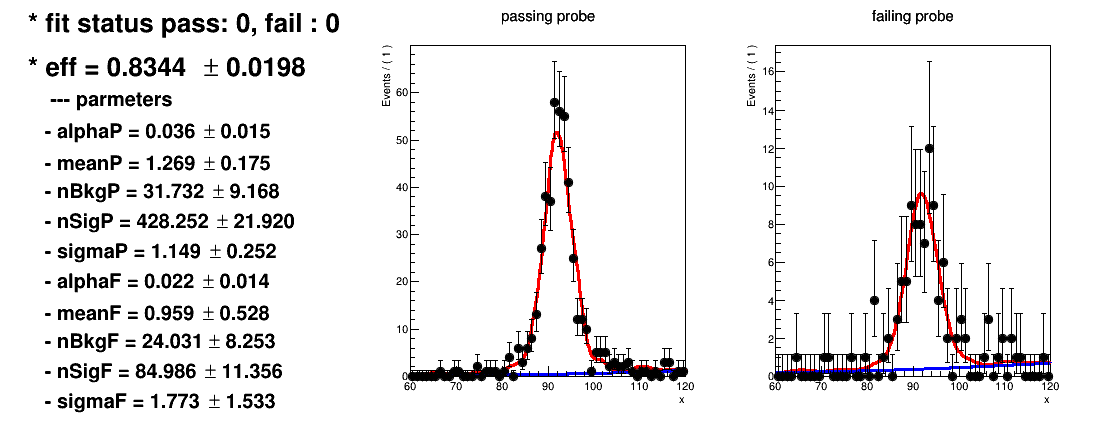 * fit status pass: 0, fail : 0
* eff = 0.8344 ± 0.0198
--- parmeters
- alphaP = 0.036 ± 0.015
- meanP = 1.269 ± 0.175
- nBkgP = 31.732 ± 9.168
- nSigP = 428.252 ± 21.920
- sigmaP = 1.149 ± 0.252
- alphaF = 0.022 ± 0.014
- meanF = 0.959 ± 0.528
- nBkgF = 24.031 ± 8.253
- nSigF = 84.986 ± 11.356
- sigmaF = 1.773 ± 1.533
passing probe
Events / ( 1 )
60
50
40
30
20
10
0
60 70 80 90 100 110 120
x
failing probe
Events / ( 1 )
16
14
12
10
8
6
4
2
0
60 70 80 90 100 110 120
x